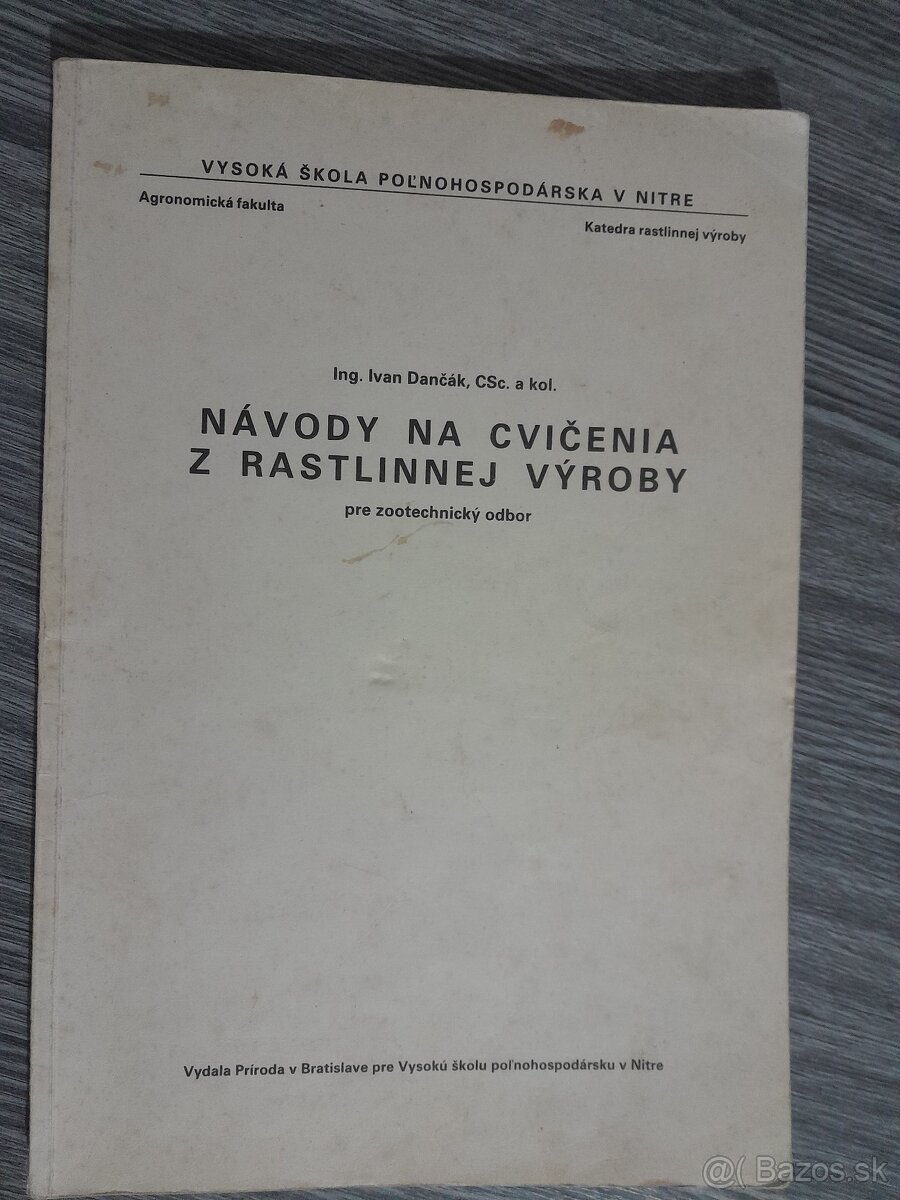 VYSOKÁ ŠKOLA POĽNOHOSPODÁRSKA V NITRE
Agronomická fakulta
Katedra rastlinnej výroby
Ing. Ivan Dančák, CSc. a kol.
NÁVODY NA CVIČENIA
Z RASTLINNEJ VÝROBY
pre zootechnický odbor
Vydala Príroda v Bratislave pre Vysokú školu poľnohospodársku v Nitre
@( Bazos.sk